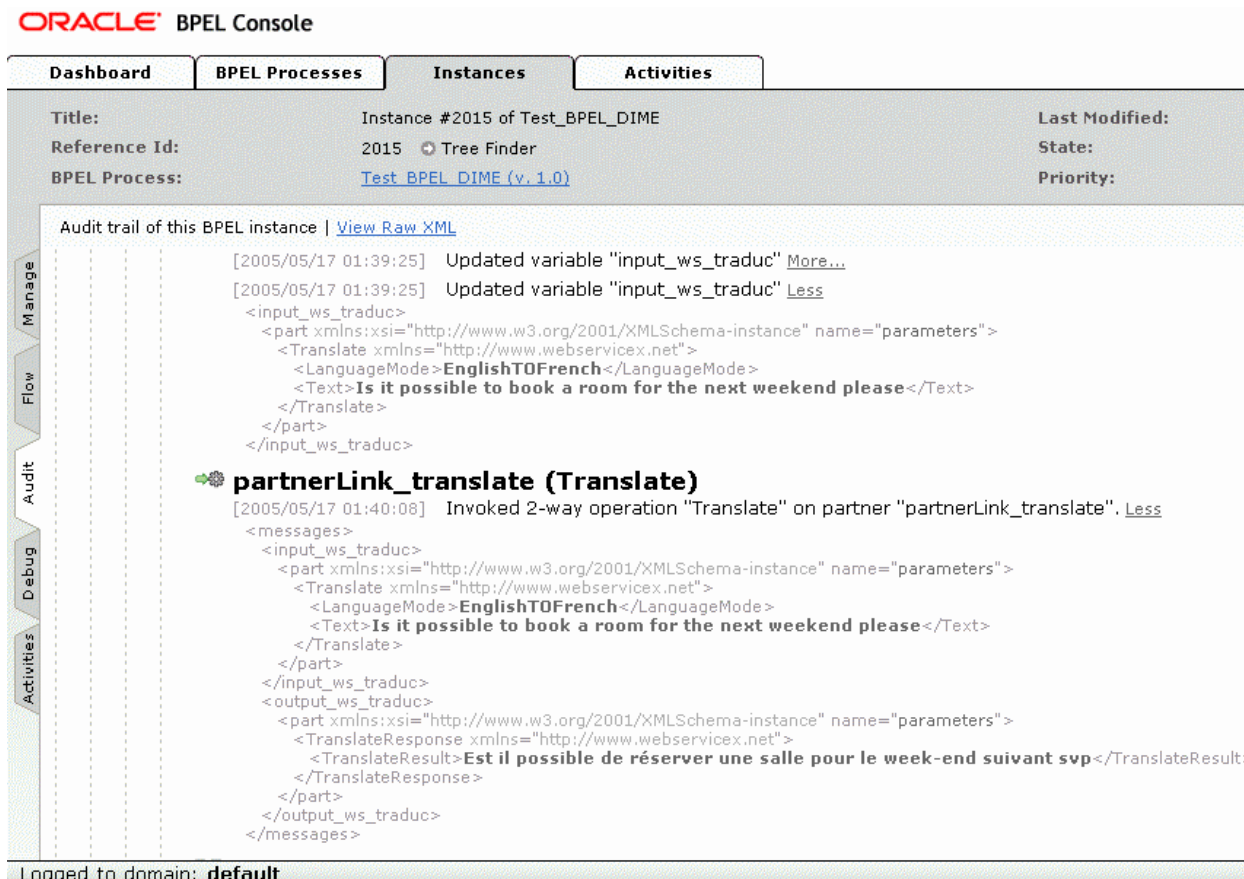 ORACLE BPEL Console
Dashboard BPEL Processes Instances Activities
Title: Instance #2015 of Test_BPEL_DIME Last Modified:
Reference Id: 2015 Tree Finder State:
BPEL Process: Test_BPEL_DIME (v. 1.0) Priority:
Audit trail of this BPEL instance | View Raw XML
Manage
Flow
Audit
Debug
Activities
[2005/05/17 01:39:25] Updated variable "input_ws_traduc" More...
[2005/05/17 01:39:25] Updated variable "input_ws_traduc" Less
<input_ws_traduc>
<part xmlns:xsi="http://www.w3.org/2001/XMLSchema-instance" name="parameters">
<Translate xmlns="http://www.webservicex.net">
<LanguageMode>EnglishTOFrench</LanguageMode>
<Text>Is it possible to book a room for the next weekend please</Text>
</Translate>
</part>
</input_ws_traduc>
partnerLink_translate (Translate)
[2005/05/17 01:40:08] Invoked 2-way operation "Translate" on partner "partnerLink_translate". Less
<messages>
<input_ws_traduc>
<part xmlns:xsi="http://www.w3.org/2001/XMLSchema-instance" name="parameters">
<Translate xmlns="http://www.webservicex.net">
<LanguageMode>EnglishTOFrench</LanguageMode>
<Text>Is it possible to book a room for the next weekend please</Text>
</Translate>
</part>
</input_ws_traduc>
<output_ws_traduc>
<part xmlns:xsi="http://www.w3.org/2001/XMLSchema-instance" name="parameters">
<TranslateResponse xmlns="http://www.webservicex.net">
<TranslateResult>Est il possible de réserver une salle pour le week-end suivant svp</TranslateResult>
</TranslateResponse>
</part>
</output_ws_traduc>
</messages>
Logged to domain: default